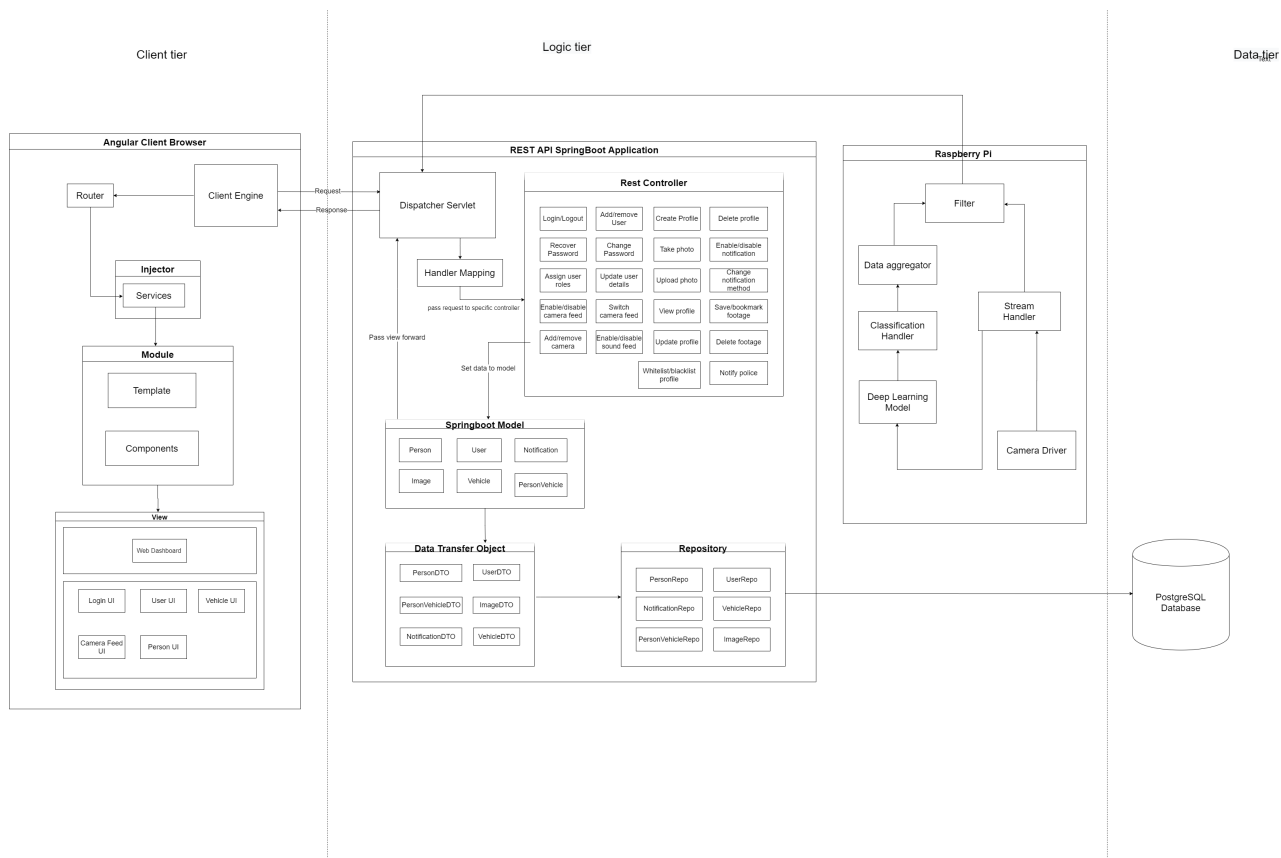 Client tier
Logic tier
Data tier
Text
Angular Client Browser
Router
Client Engine
Injector
Services
Module
Template
Components
View
Web Dashboard
Login UI
User UI
Vehicle UI
Camera Feed
UI
Person UI
Request
Response
REST API SpringBoot Application
Dispatcher Servlet
Handler Mapping
pass request to specific controller
Pass view forward
Set data to model
Rest Controller
Login/Logout
Add/remove
User
Create Profile
Delete profile
Recover
Password
Change
Password
Take photo
Enable/disable
notification
Assign user
roles
Update user
details
Upload photo
Change
notification
method
Enable/disable
camera feed
Switch
camera feed
View profile
Save/bookmark
footage
Add/remove
camera
Enable/disable
sound feed
Update profile
Delete footage
Whitelist/blacklist
profile
Notify police
Springboot Model
Person
User
Notification
Image
Vehicle
PersonVehicle
Data Transfer Object
PersonDTO
UserDTO
PersonVehicleDTO
ImageDTO
NotificationDTO
VehicleDTO
Repository
PersonRepo
UserRepo
NotificationRepo
VehicleRepo
PersonVehicleRepo
ImageRepo
Raspberry Pi
Filter
Data aggregator
Classification
Handler
Deep Learning
Model
Stream
Handler
Camera Driver
PostgreSQL
Database